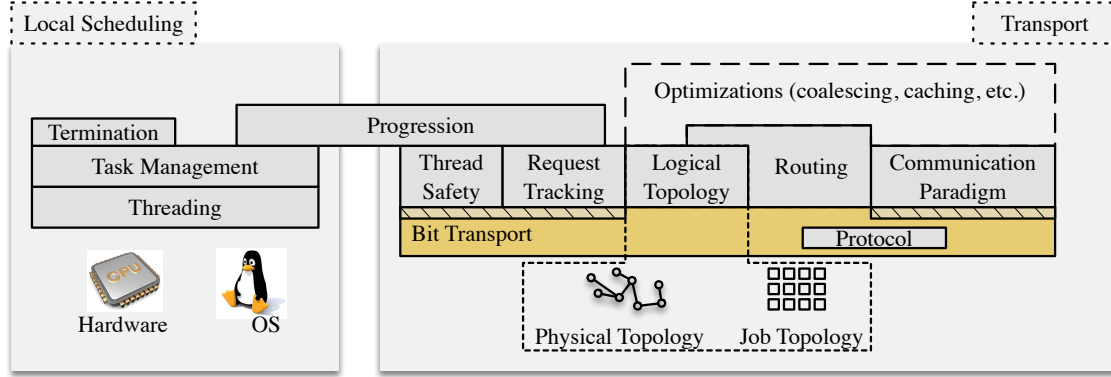 Local Scheduling
Transport
Optimizations (coalescing, caching, etc.)
Progression
Termination
Task Management
Threading
Thread
Safety
Request
Tracking
Logical
Topology
Routing
Communication
Paradigm
Bit Transport
Protocol
CPU
Hardware
OS
Physical Topology
Job Topology